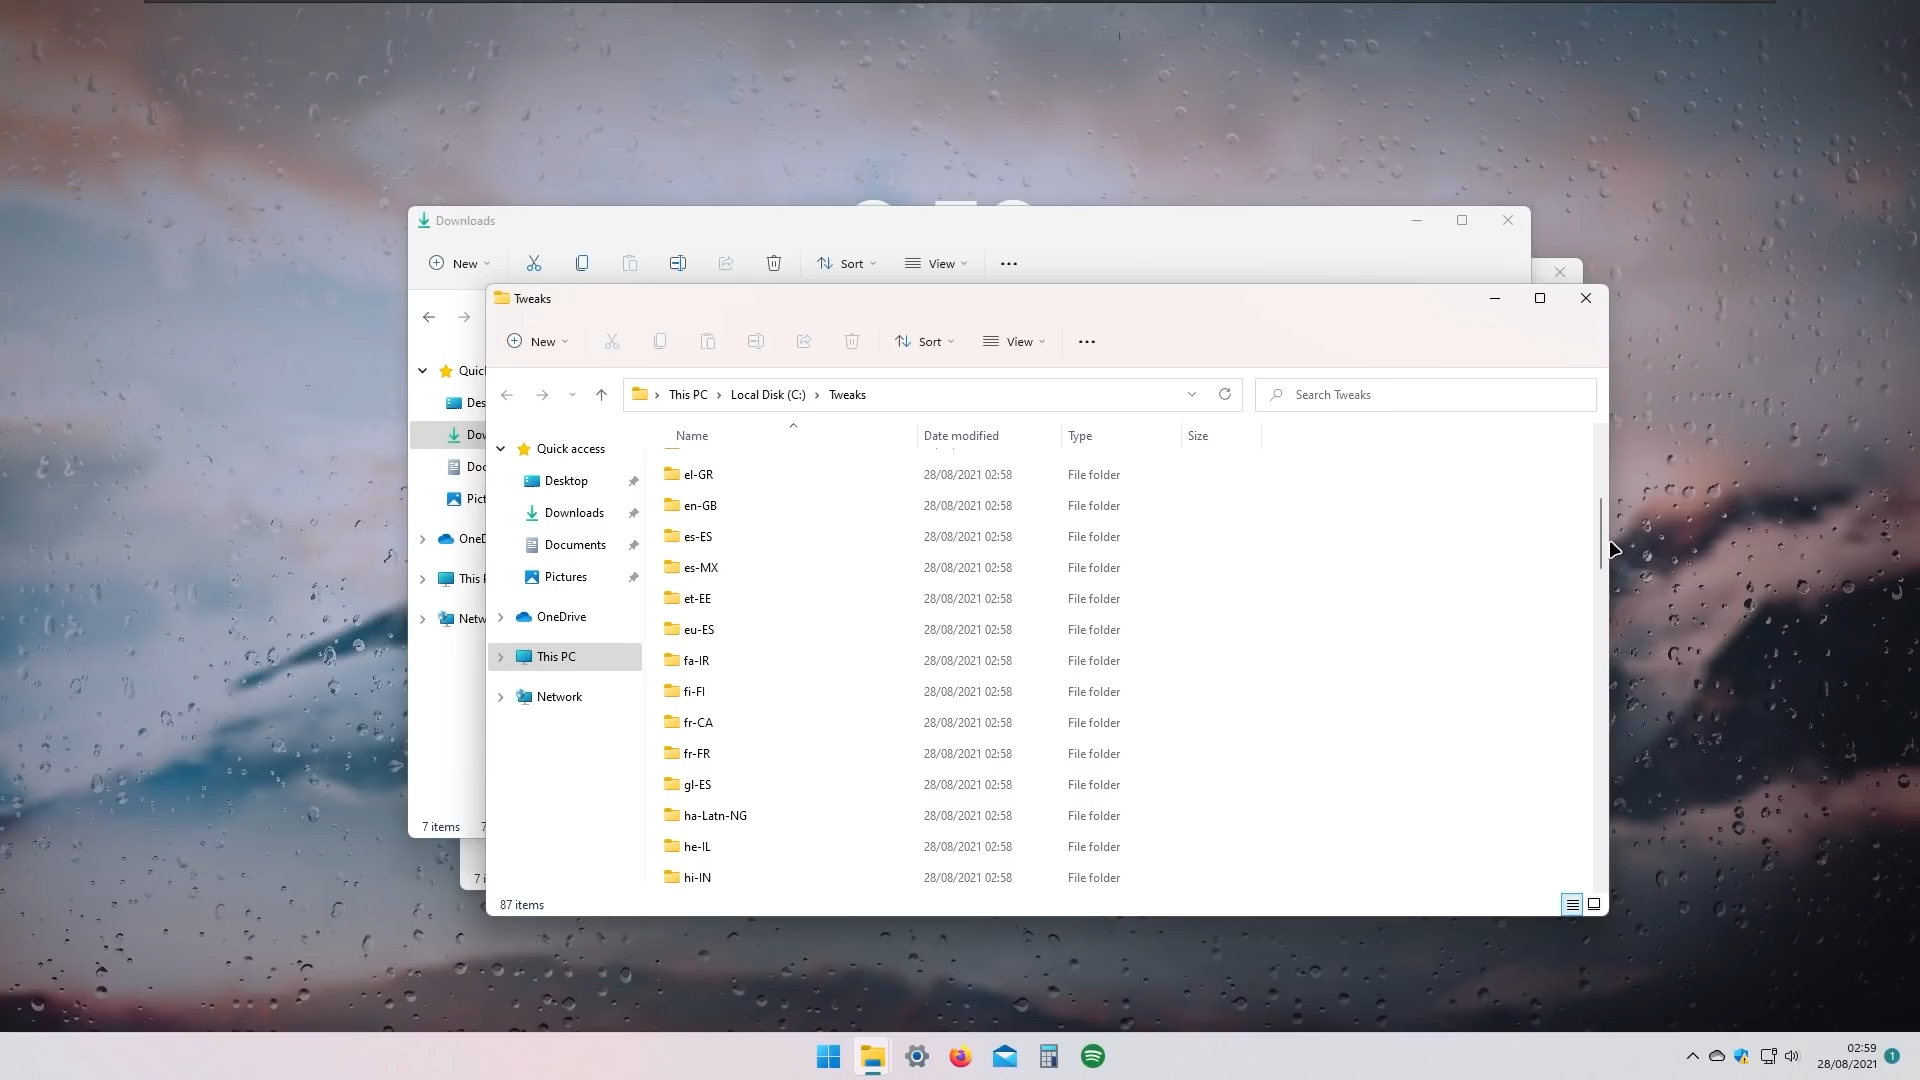 Downloads
New
Sort
View
Tweaks
New
Sort
View
This PC
Local Disk (C:)
Tweaks
Search Tweaks
Name
Date modified
Type
Size
Quick access
Desktop
Downloads
Documents
Pictures
OneDrive
This PC
Network
el-GR 28/08/2021 02:58 File folder
en-GB 28/08/2021 02:58 File folder
es-ES 28/08/2021 02:58 File folder
es-MX 28/08/2021 02:58 File folder
et-EE 28/08/2021 02:58 File folder
eu-ES 28/08/2021 02:58 File folder
fa-IR 28/08/2021 02:58 File folder
fi-FI 28/08/2021 02:58 File folder
fr-CA 28/08/2021 02:58 File folder
fr-FR 28/08/2021 02:58 File folder
gl-ES 28/08/2021 02:58 File folder
ha-Latn-NG 28/08/2021 02:58 File folder
he-IL 28/08/2021 02:58 File folder
hi-IN 28/08/2021 02:58 File folder
87 items
7 items
02:59
28/08/2021
1